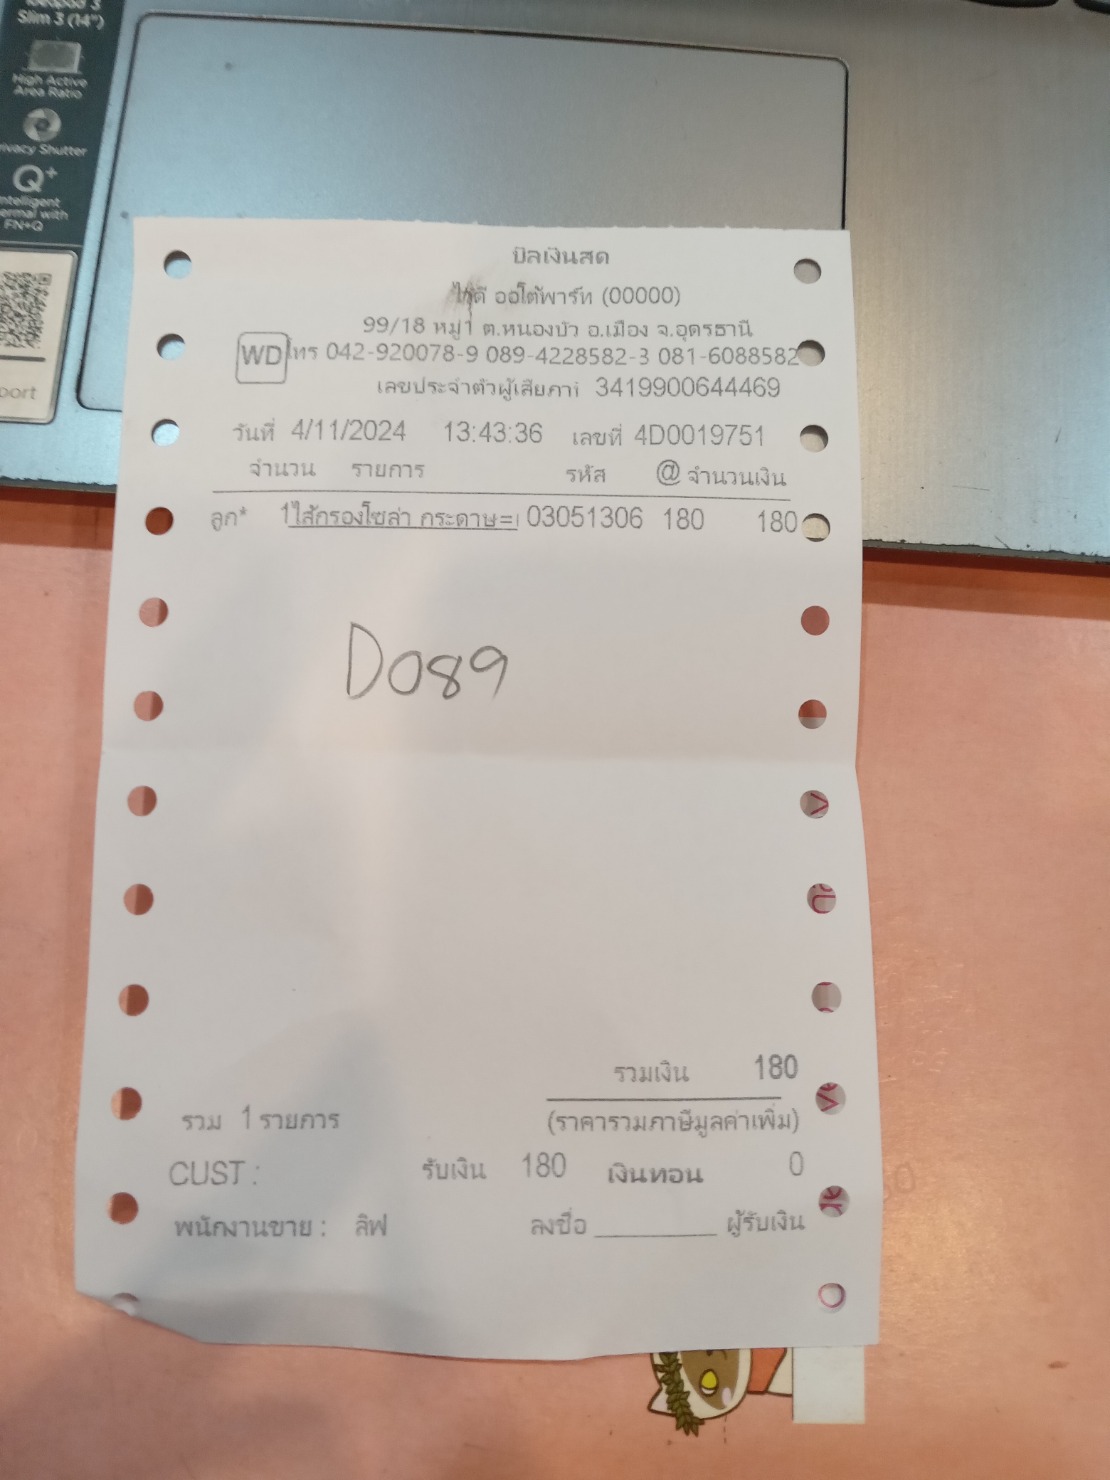 Slim 3 (14")
High Active
Area Ratio
Privacy Shutter
Q+
Intelligent
Thermal with
FN+Q
port
บิลเงินสด
ออโต้พาร์ท (00000)
99/18 หมู่1 ต.หนองบัว อ.เมือง จ.อุดรธานี
WD โทร 042-920078-9 089-4228582-3 081-6088582
เลขประจำตัวผู้เสียภาษี 3419900644469
วันที่ 4/11/2024 13:43:36 เลขที่ 4D0019751
จำนวน รายการ รหัส @ จำนวนเงิน
ลูก* 1 ไส้กรองโซล่า กระดาษ= 03051306 180 180
D089
รวมเงิน 180
รวม 1 รายการ (ราคารวมภาษีมูลค่าเพิ่ม)
CUST : รับเงิน 180 เงินทอน 0
พนักงานขาย : ลิฟ ลงชื่อ ________ ผู้รับเงิน